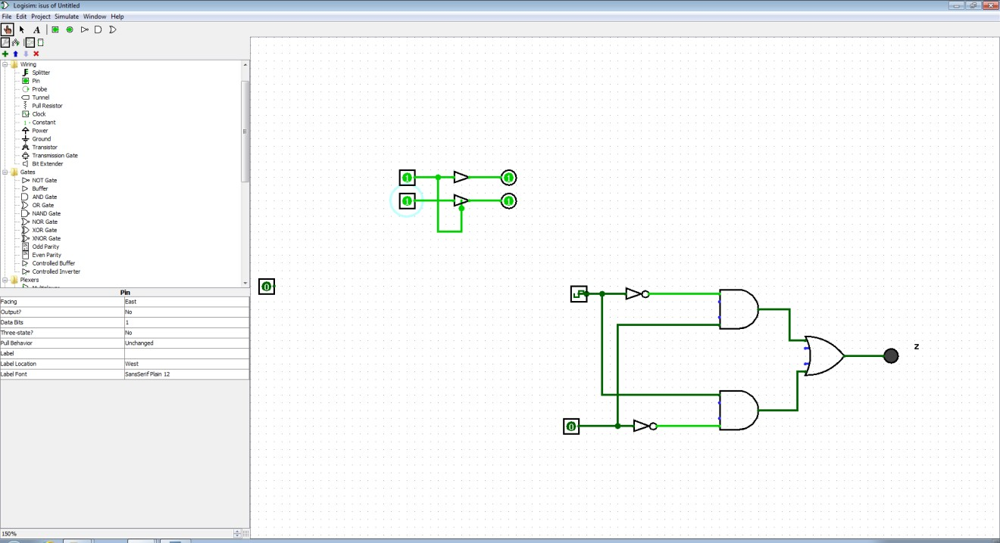 Logisim: isus of Untitled
File Edit Project Simulate Window Help
A
Wiring
Splitter
Pin
Probe
Tunnel
Pull Resistor
Clock
1 Constant
Power
Ground
Transistor
Transmission Gate
Bit Extender
Gates
NOT Gate
Buffer
AND Gate
OR Gate
NAND Gate
NOR Gate
XOR Gate
XNOR Gate
Odd Parity
Even Parity
Controlled Buffer
Controlled Inverter
Plexers
Pin
Facing East
Output? No
Data Bits 1
Three-state? No
Pull Behavior Unchanged
Label
Label Location West
Label Font SansSerif Plain 12
150%
1 1
1 1
0
z
0